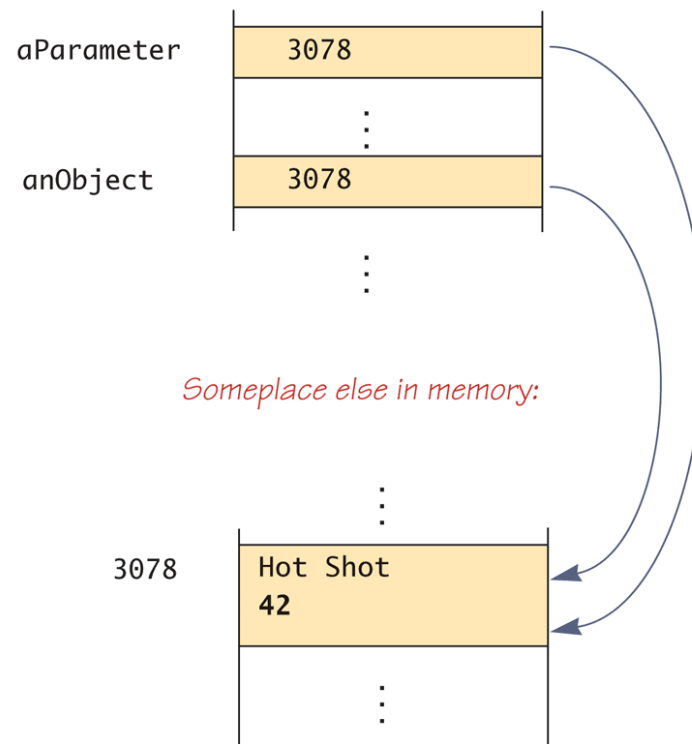 aParameter 3078
anObject 3078
Someplace else in memory:
3078 Hot Shot
42